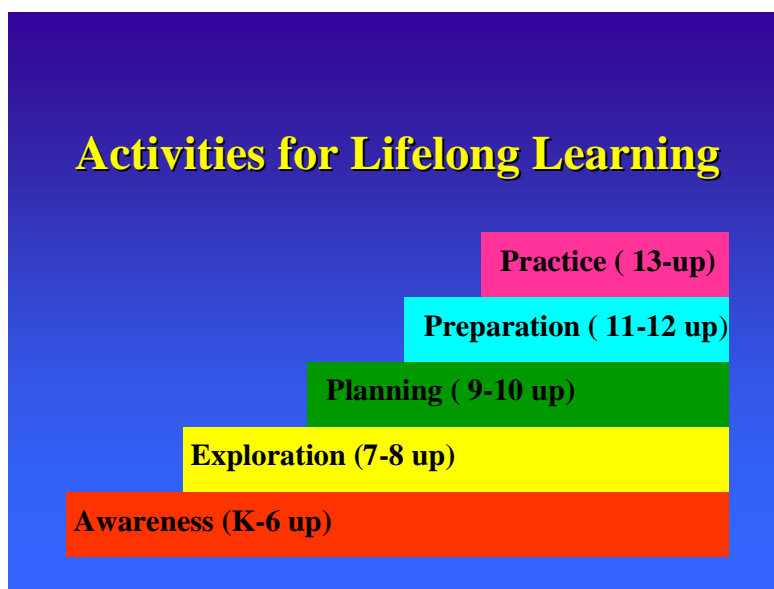 Activities for Lifelong Learning
Practice ( 13-up)
Preparation ( 11-12 up)
Planning ( 9-10 up)
Exploration (7-8 up)
Awareness (K-6 up)